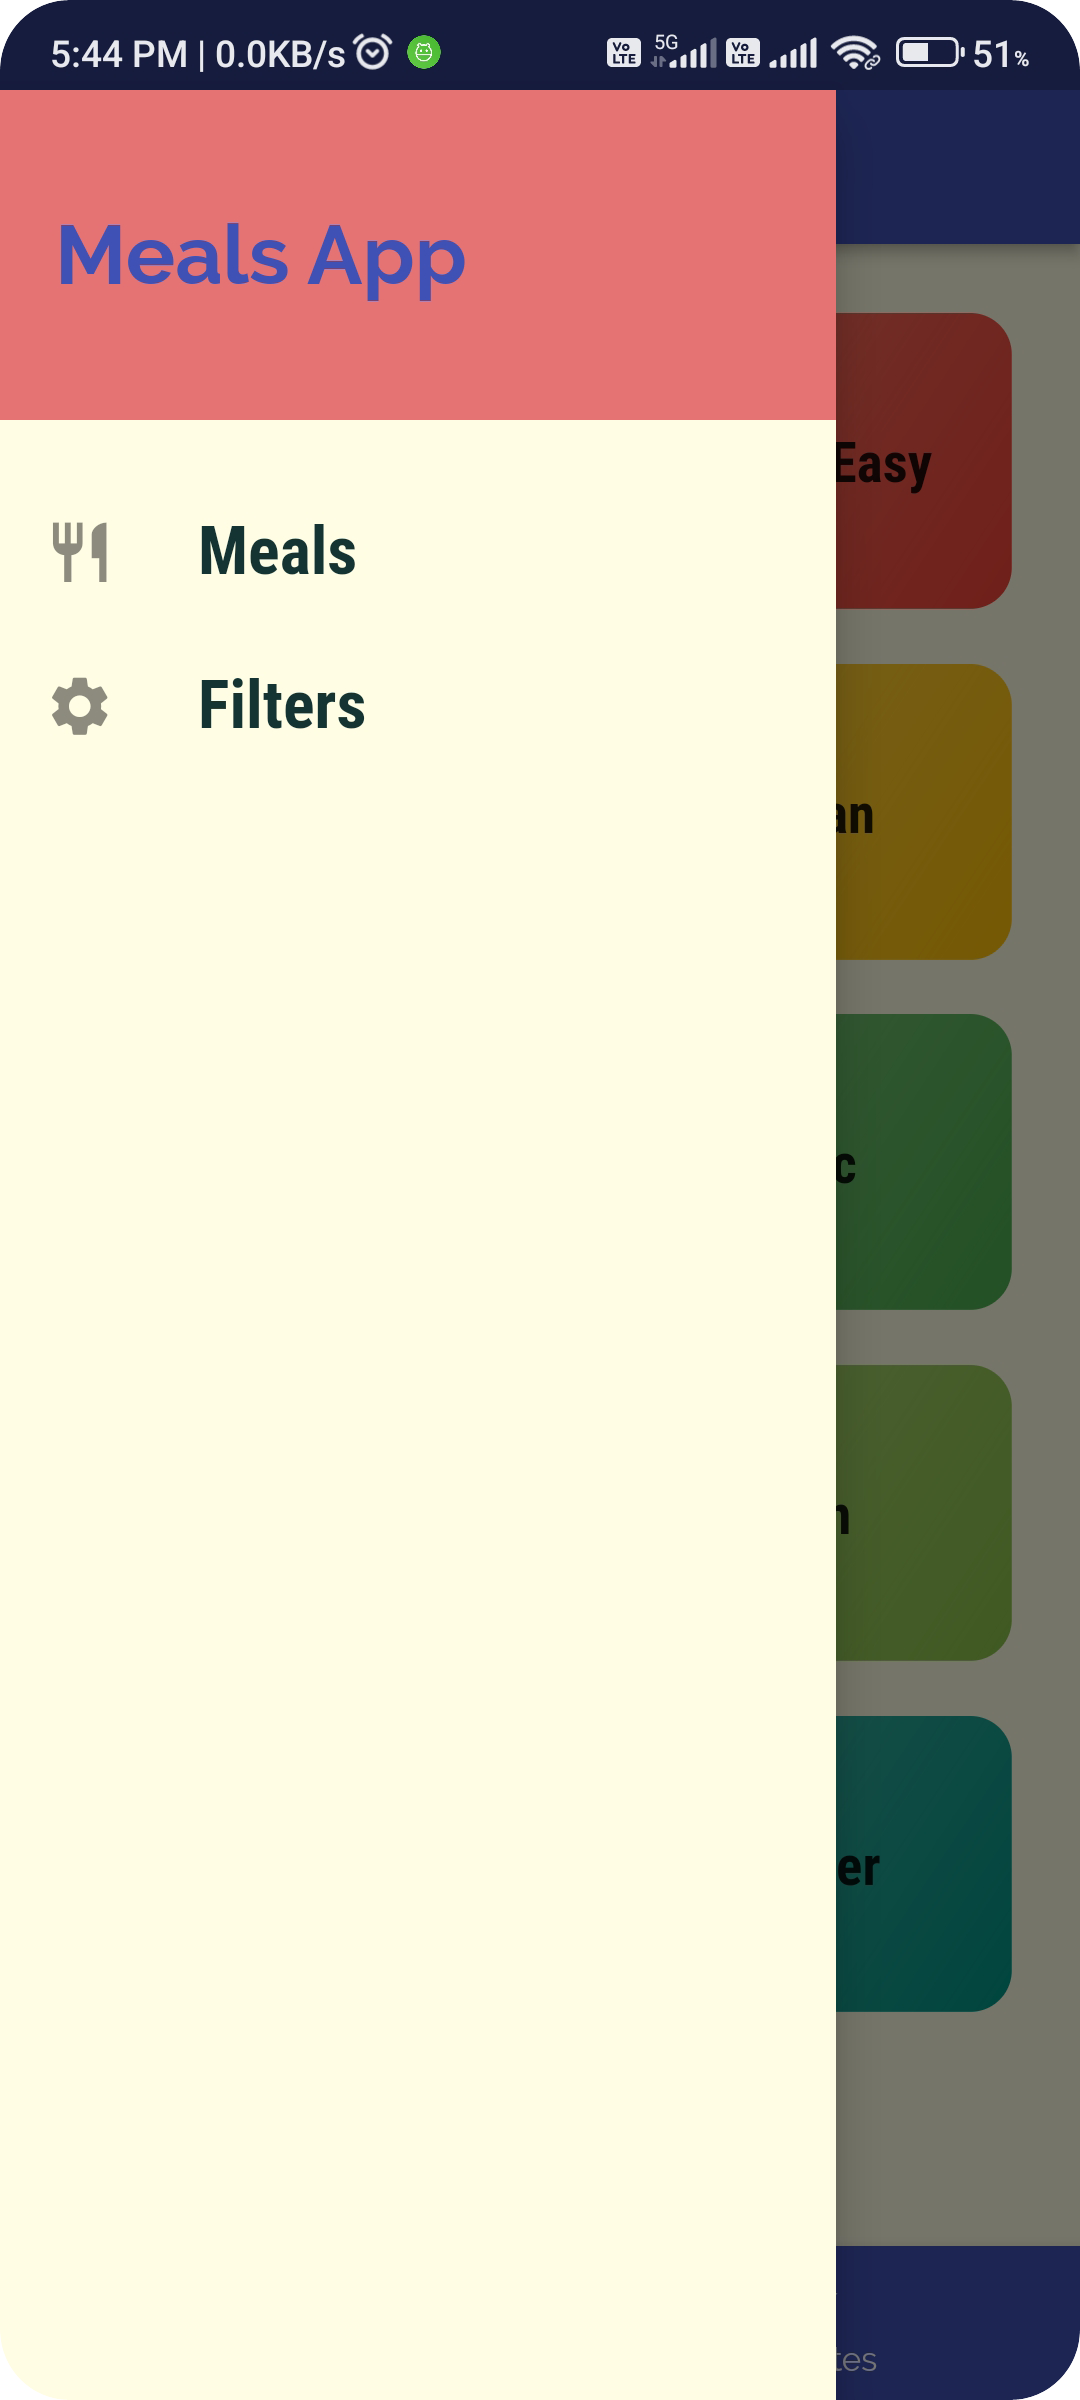 5:44 PM | 0.0KB/s Vo LTE 5G Vo LTE 51%
Meals App
Easy
Meals
Filters
an
c
n
er
tes